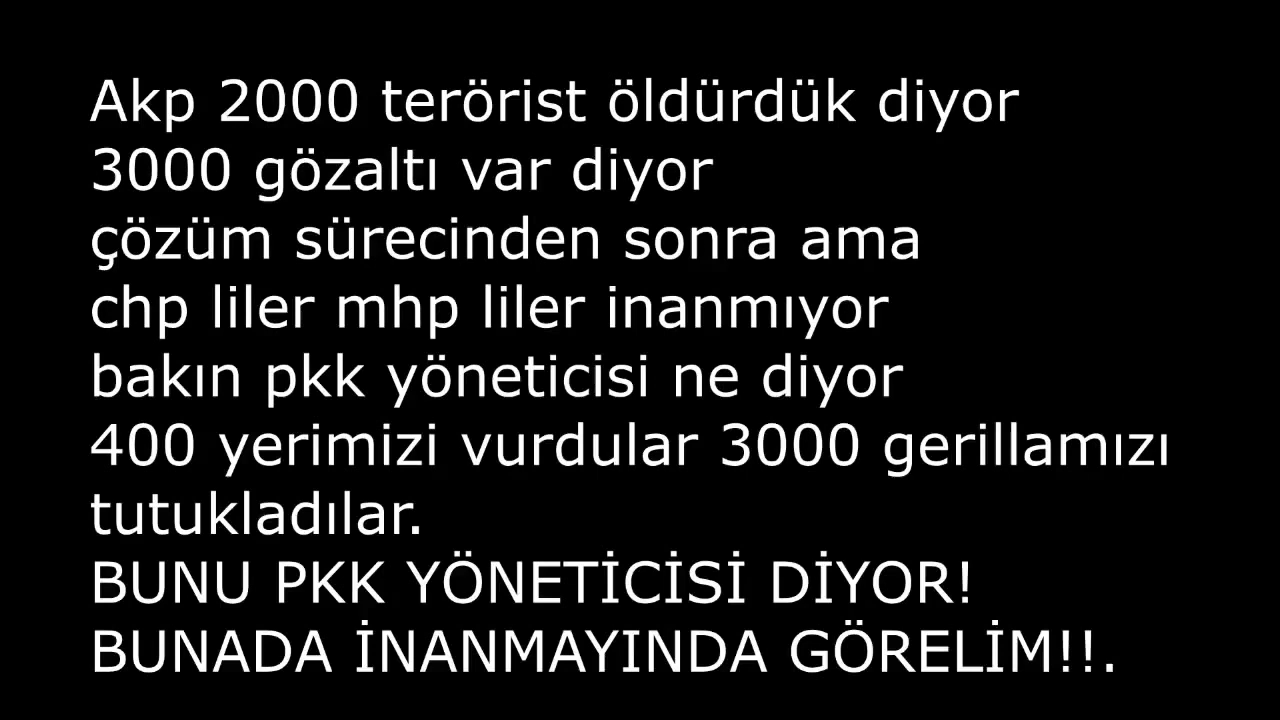 Akp 2000 terörist öldürdük diyor
3000 gözaltı var diyor
çözüm sürecinden sonra ama
chp liler mhp liler inanmıyor
bakın pkk yöneticisi ne diyor
400 yerimizi vurdular 3000 gerillamızı
tutukladılar.
BUNU PKK YÖNETİCİSİ DİYOR!
BUNADA İNANMAYINDA GÖRELİM!!.